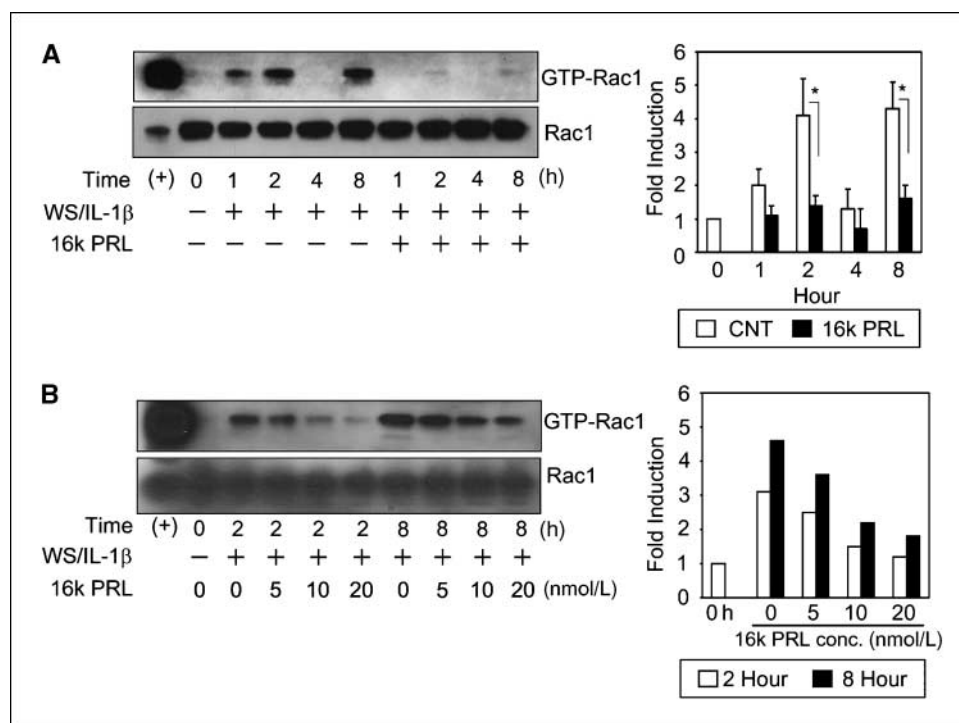 A
GTP-Rac1
Rac1
Time (+) 0 1 2 4 8 1 2 4 8 (h)
WS/IL-1β − + + + + + + + +
16k PRL − − − − − + + + +
Fold Induction
6
5
4
3
2
1
0
* *
0 1 2 4 8
Hour
CNT 16k PRL
B
GTP-Rac1
Rac1
Time (+) 0 2 2 2 2 8 8 8 8 (h)
WS/IL-1β − + + + + + + + +
16k PRL 0 0 5 10 20 0 5 10 20 (nmol/L)
Fold Induction
6
5
4
3
2
1
0
0 h 0 5 10 20
16k PRL conc. (nmol/L)
2 Hour 8 Hour